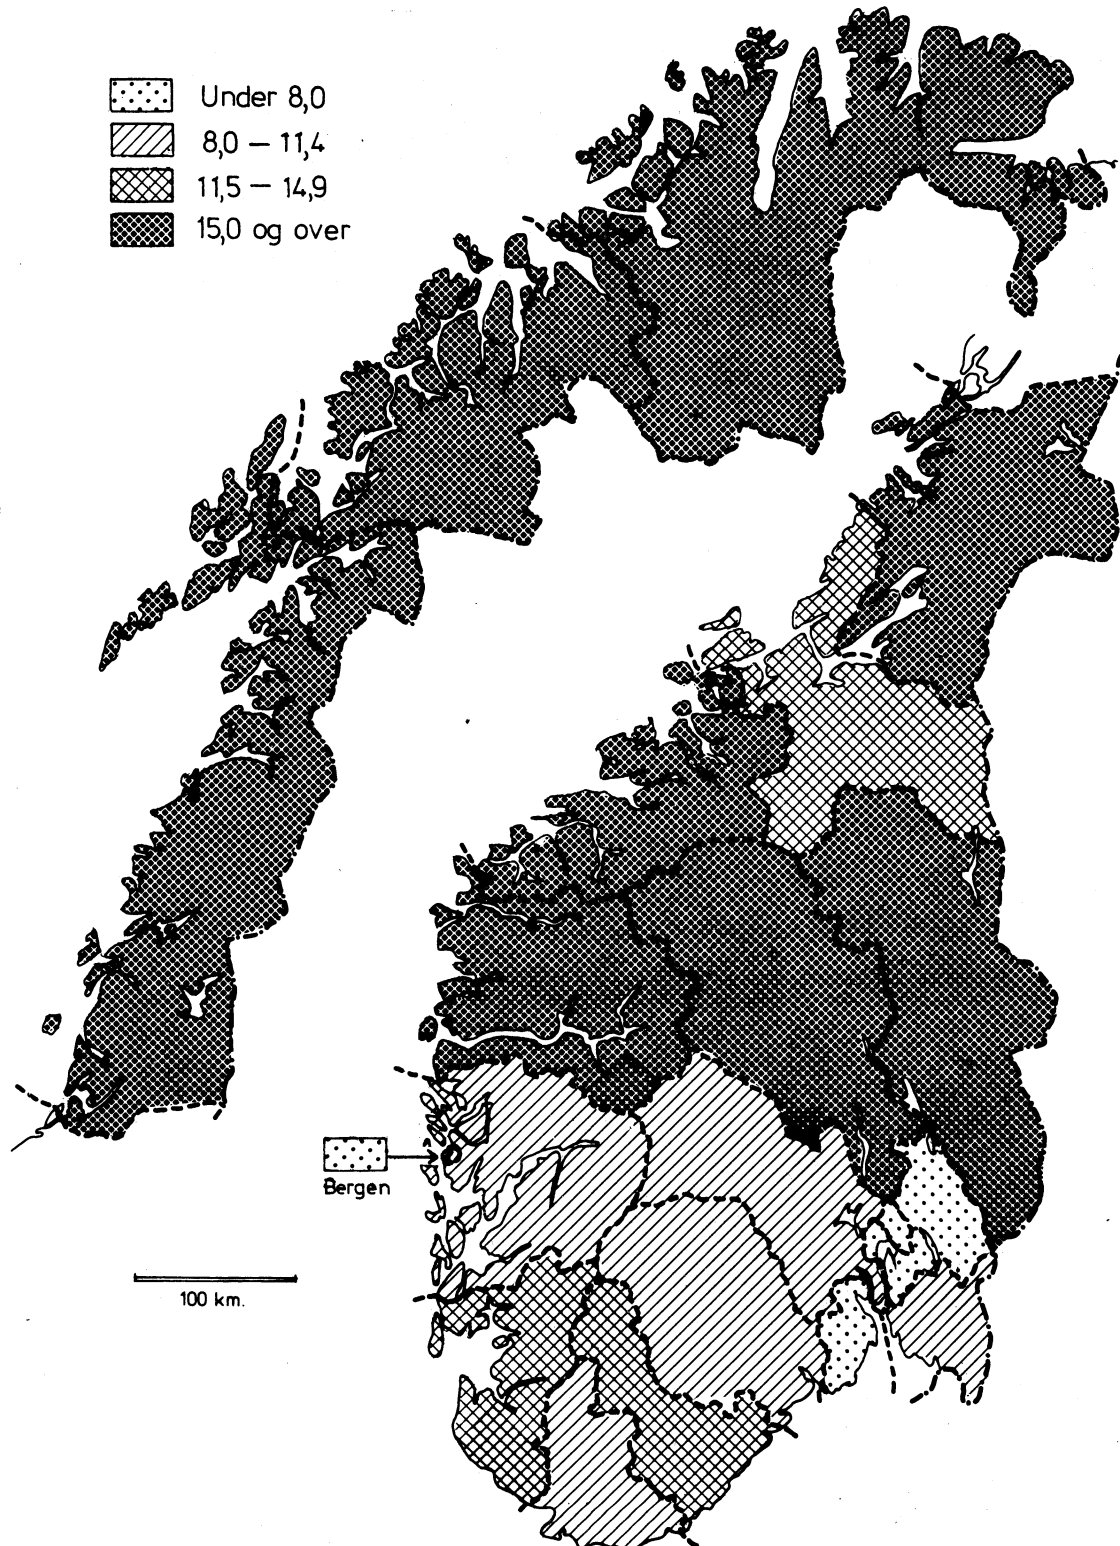 Under 8,0
8,0 – 11,4
11,5 – 14,9
15,0 og over
Bergen
100 km.